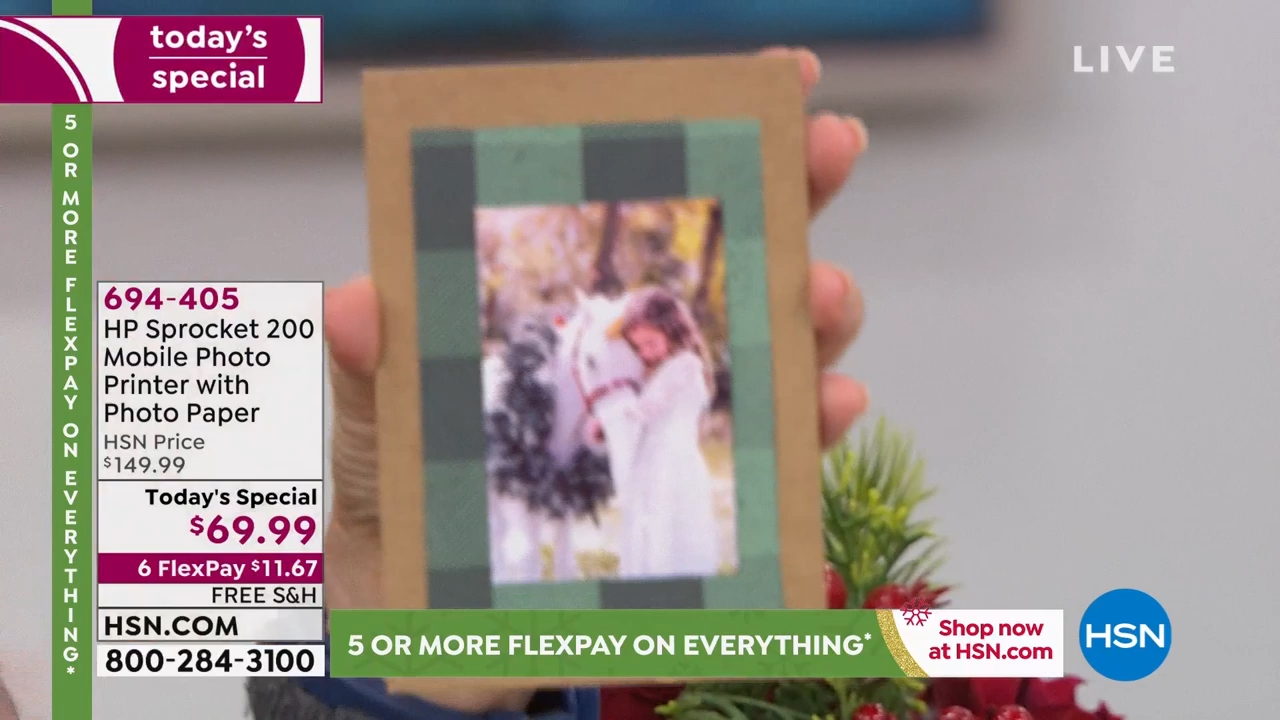 today's
special
LIVE
5 OR MORE FLEXPAY ON EVERYTHING*
694-405
HP Sprocket 200
Mobile Photo
Printer with
Photo Paper
HSN Price
$149.99
Today's Special
$69.99
6 FlexPay $11.67
FREE S&H
HSN.COM
800-284-3100
5 OR MORE FLEXPAY ON EVERYTHING*
Shop now
at HSN.com
HSN